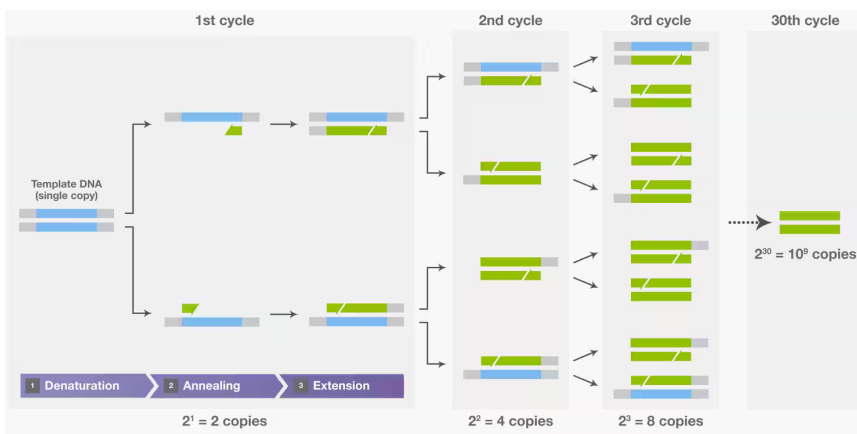 1st cycle
2nd cycle
3rd cycle
30th cycle
Template DNA
(single copy)
2³⁰ = 10⁹ copies
1 Denaturation
2 Annealing
3 Extension
2¹ = 2 copies
2² = 4 copies
2³ = 8 copies